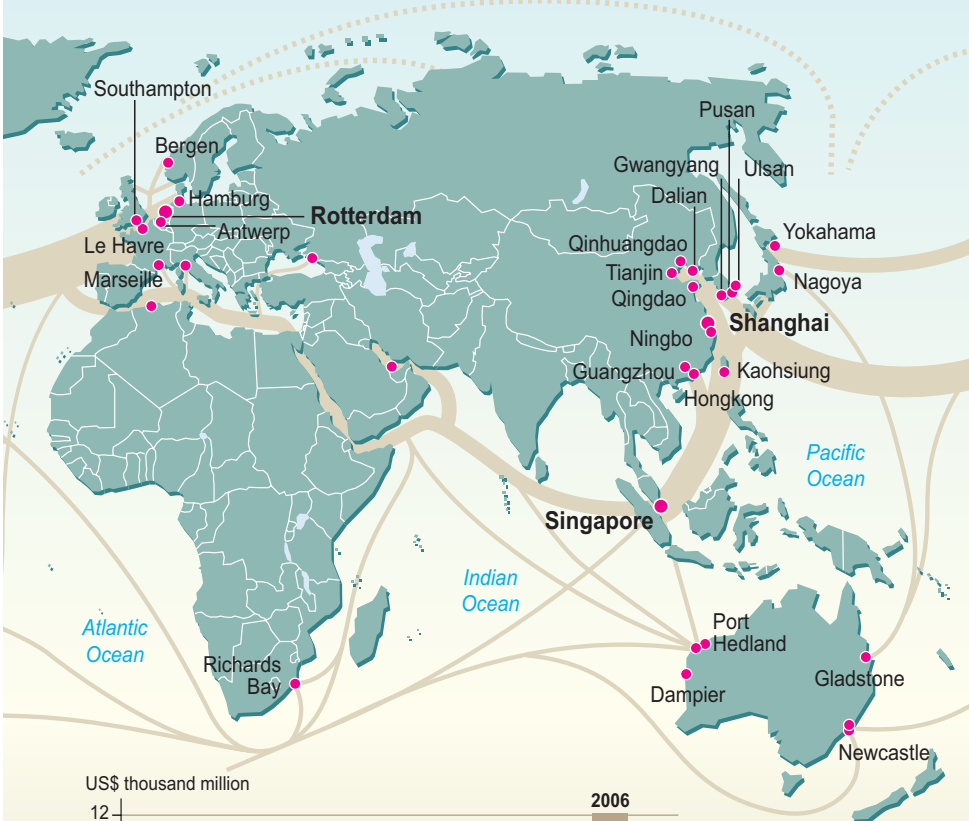 Southampton
Pusan
Bergen
Gwangyang
Ulsan
Dalian
Hamburg
Rotterdam
Antwerp
Yokahama
Le Havre
Qinhuangdao
Tianjin
Marseille
Nagoya
Qingdao
Shanghai
Ningbo
Guangzhou
Kaohsiung
Hongkong
Pacific
Ocean
Singapore
Indian
Ocean
Atlantic
Ocean
Port
Hedland
Richards
Bay
Gladstone
Dampier
Newcastle
US$ thousand million
12
2006